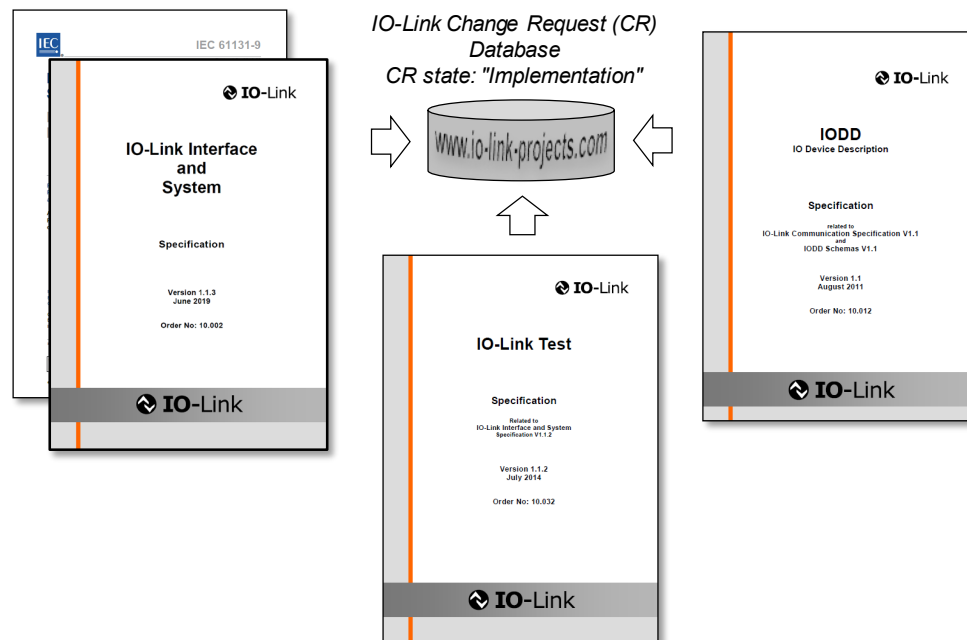 IEC
IEC 61131-9
IO-Link
IO-Link Interface
and
System
Specification
Version 1.1.3
June 2019
Order No: 10.002
IO-Link
IO-Link Change Request (CR)
Database
CR state: "Implementation"
www.io-link-projects.com
IO-Link
IO-Link Test
Specification
Related to
IO-Link Interface and System
Specification V1.1.2
Version 1.1.2
July 2014
Order No: 10.032
IO-Link
IO-Link
IODD
IO Device Description
Specification
related to
IO-Link Communication Specification V1.1
and
IODD Schemas V1.1
Version 1.1
August 2011
Order No: 10.012
IO-Link